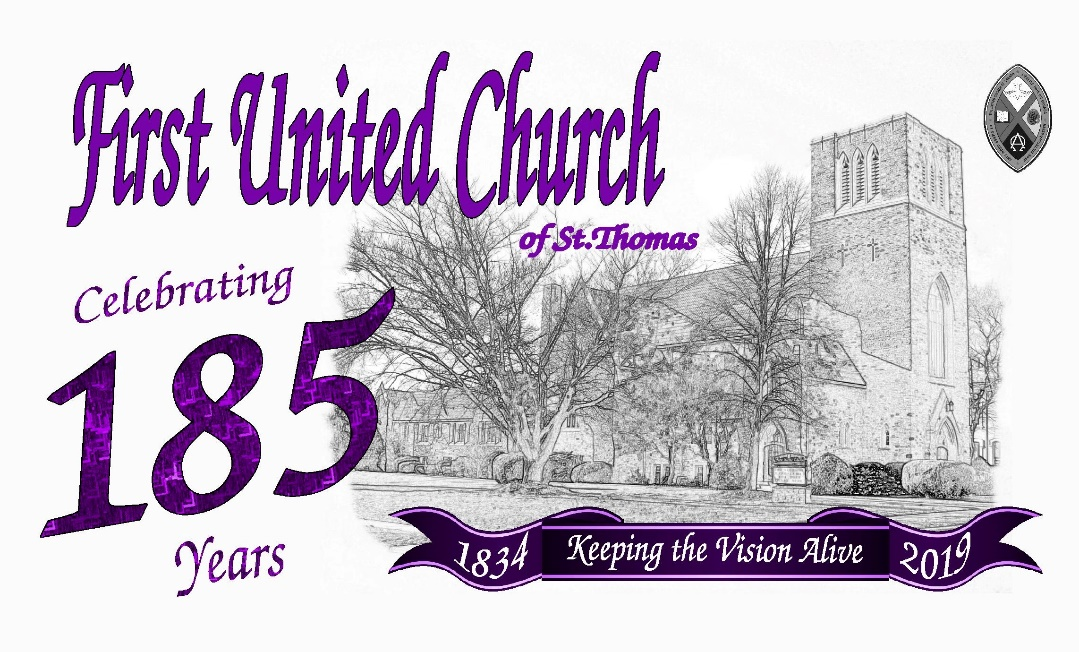 First United Church
of St.Thomas
Celebrating
185
Years
1834 Keeping the Vision Alive 2019